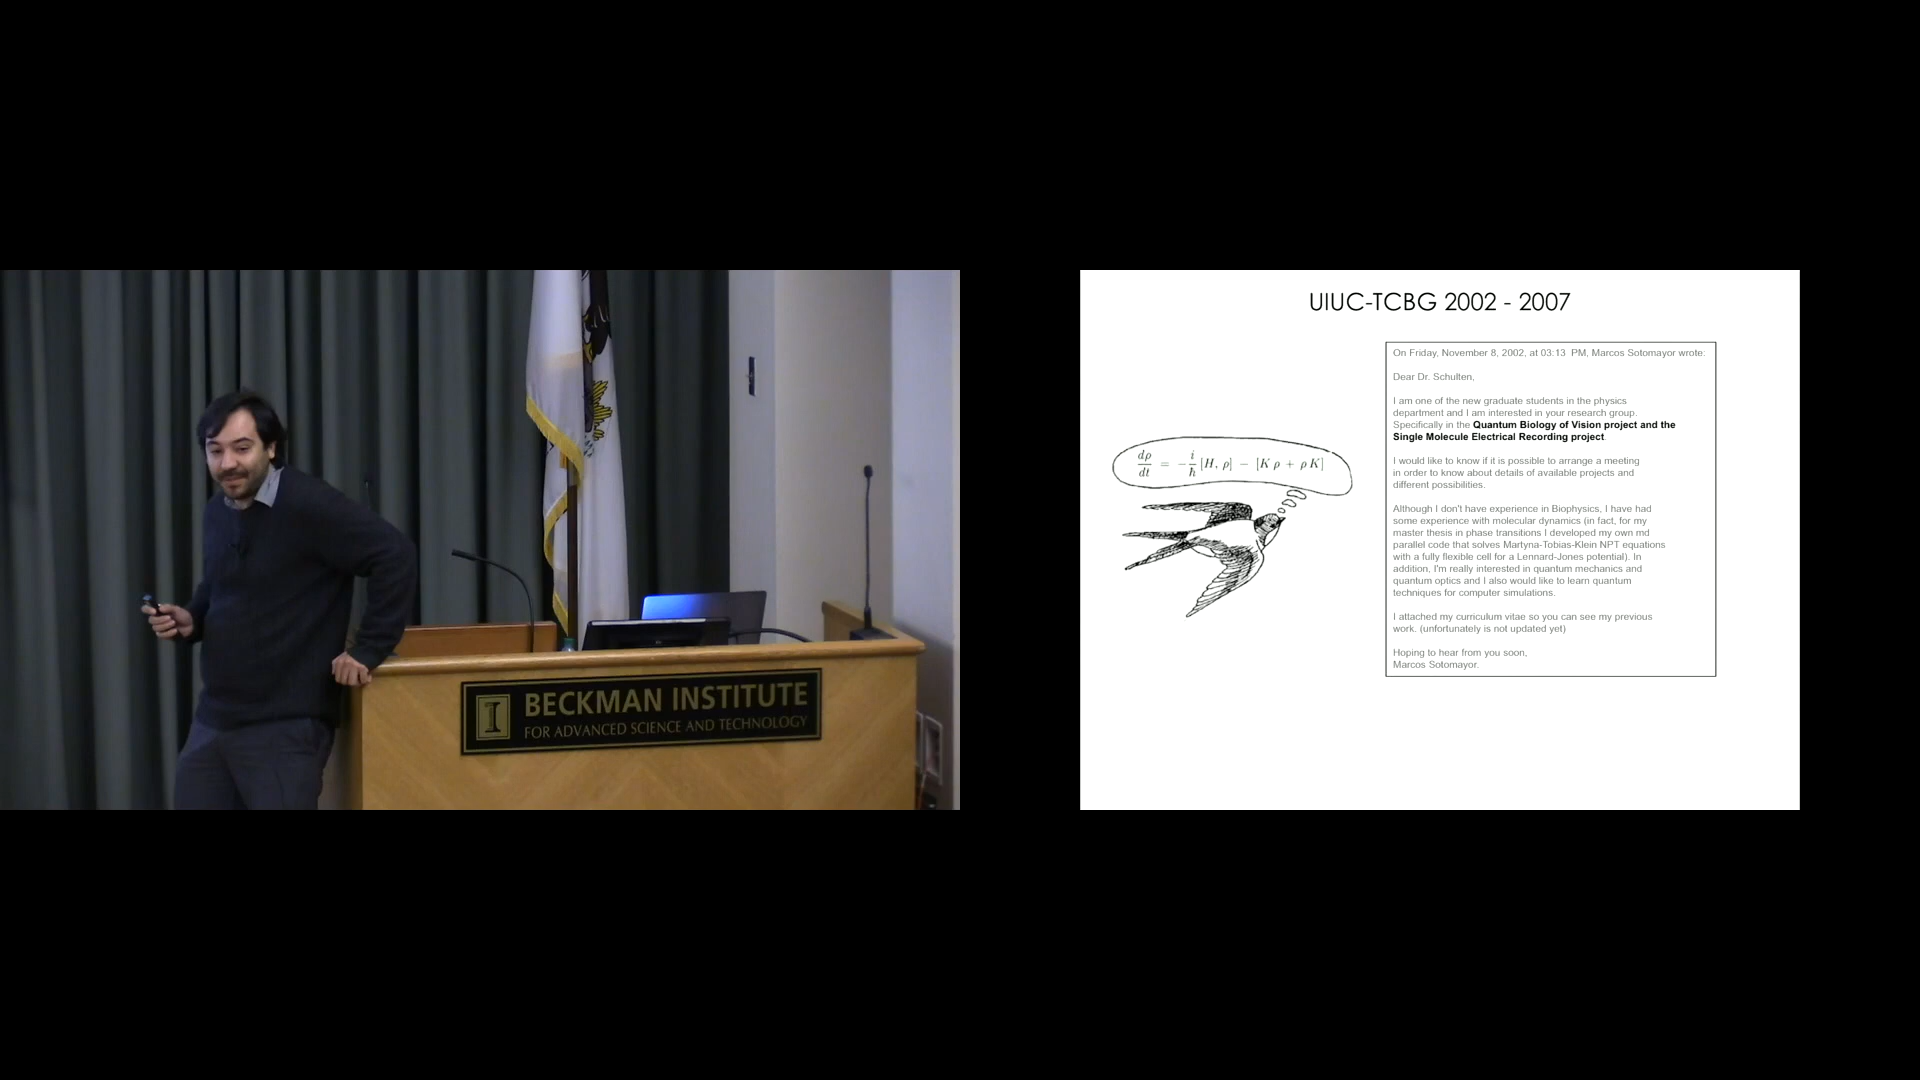 I
BECKMAN INSTITUTE
FOR ADVANCED SCIENCE AND TECHNOLOGY
UIUC-TCBG 2002 - 2007
dρ/dt = -i/ħ [H, ρ] - [K ρ + ρ K]
On Friday, November 8, 2002, at 03:13 PM, Marcos Sotomayor wrote:
Dear Dr. Schulten,
I am one of the new graduate students in the physics
department and I am interested in your research group.
Specifically in the Quantum Biology of Vision project and the
Single Molecule Electrical Recording project.
I would like to know if it is possible to arrange a meeting
in order to know about details of available projects and
different possibilities.
Although I don't have experience in Biophysics, I have had
some experience with molecular dynamics (in fact, for my
master thesis in phase transitions I developed my own md
parallel code that solves Martyna-Tobias-Klein NPT equations
with a fully flexible cell for a Lennard-Jones potential). In
addition, I'm really interested in quantum mechanics and
quantum optics and I also would like to learn quantum
techniques for computer simulations.
I attached my curriculum vitae so you can see my previous
work. (unfortunately is not updated yet)
Hoping to hear from you soon,
Marcos Sotomayor.